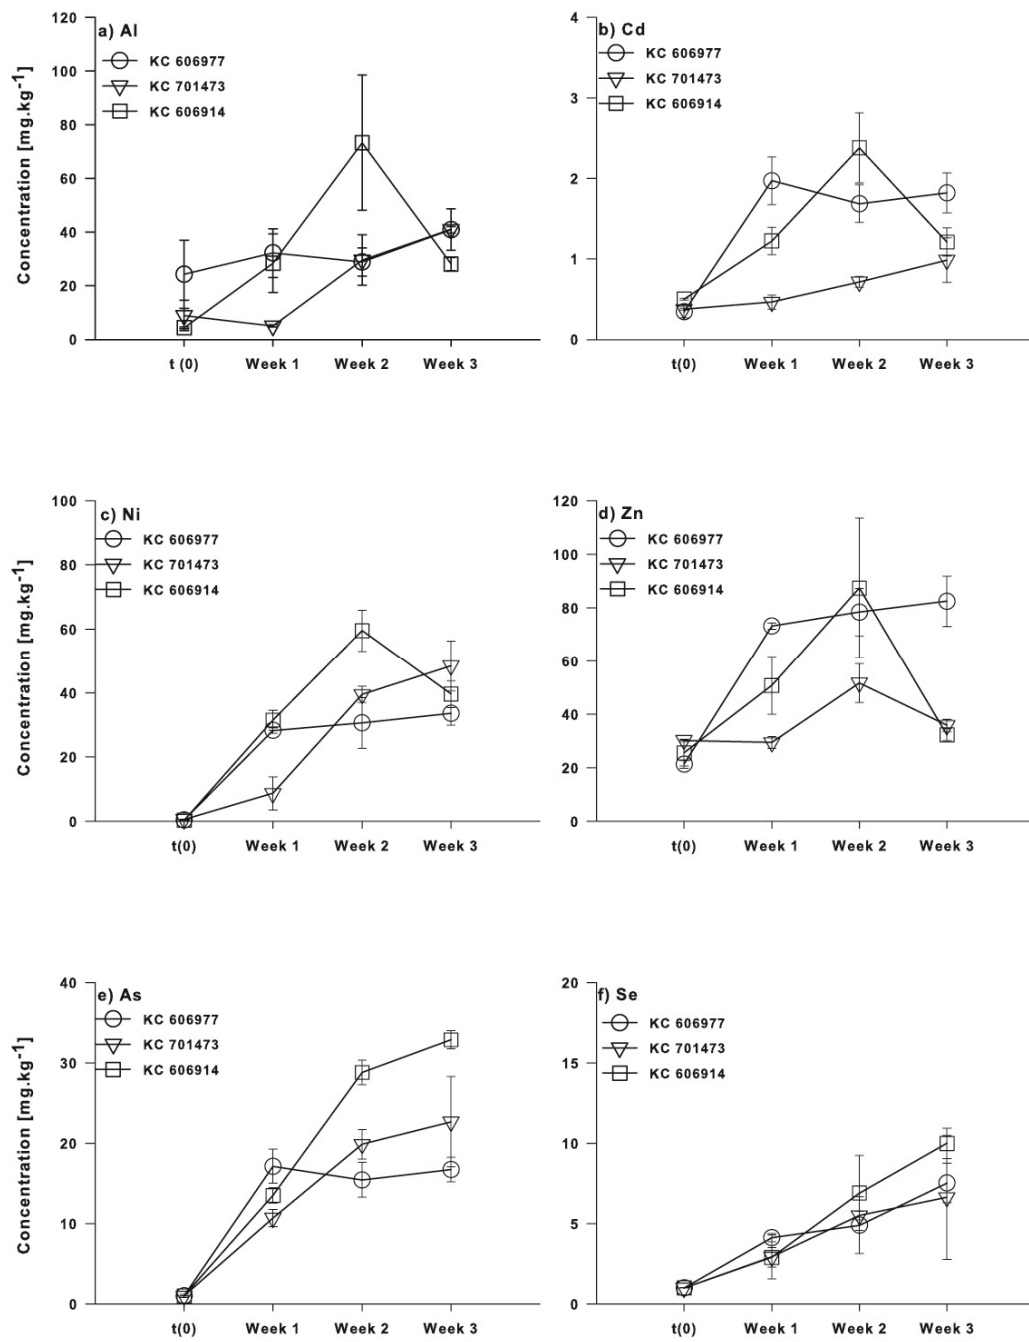 a) Al
KC 606977
KC 701473
KC 606914
Concentration [mg.kg-1]
120
100
80
60
40
20
0
t (0) Week 1 Week 2 Week 3
b) Cd
KC 606977
KC 701473
KC 606914
4
3
2
1
0
t(0) Week 1 Week 2 Week 3
c) Ni
KC 606977
KC 701473
KC 606914
Concentration [mg.kg-1]
100
80
60
40
20
0
t(0) Week 1 Week 2 Week 3
d) Zn
KC 606977
KC 701473
KC 606914
120
100
80
60
40
20
0
t(0) Week 1 Week 2 Week 3
e) As
KC 606977
KC 701473
KC 606914
Concentration [mg.kg-1]
40
30
20
10
0
t(0) Week 1 Week 2 Week 3
f) Se
KC 606977
KC 701473
KC 606914
20
15
10
5
0
t(0) Week 1 Week 2 Week 3